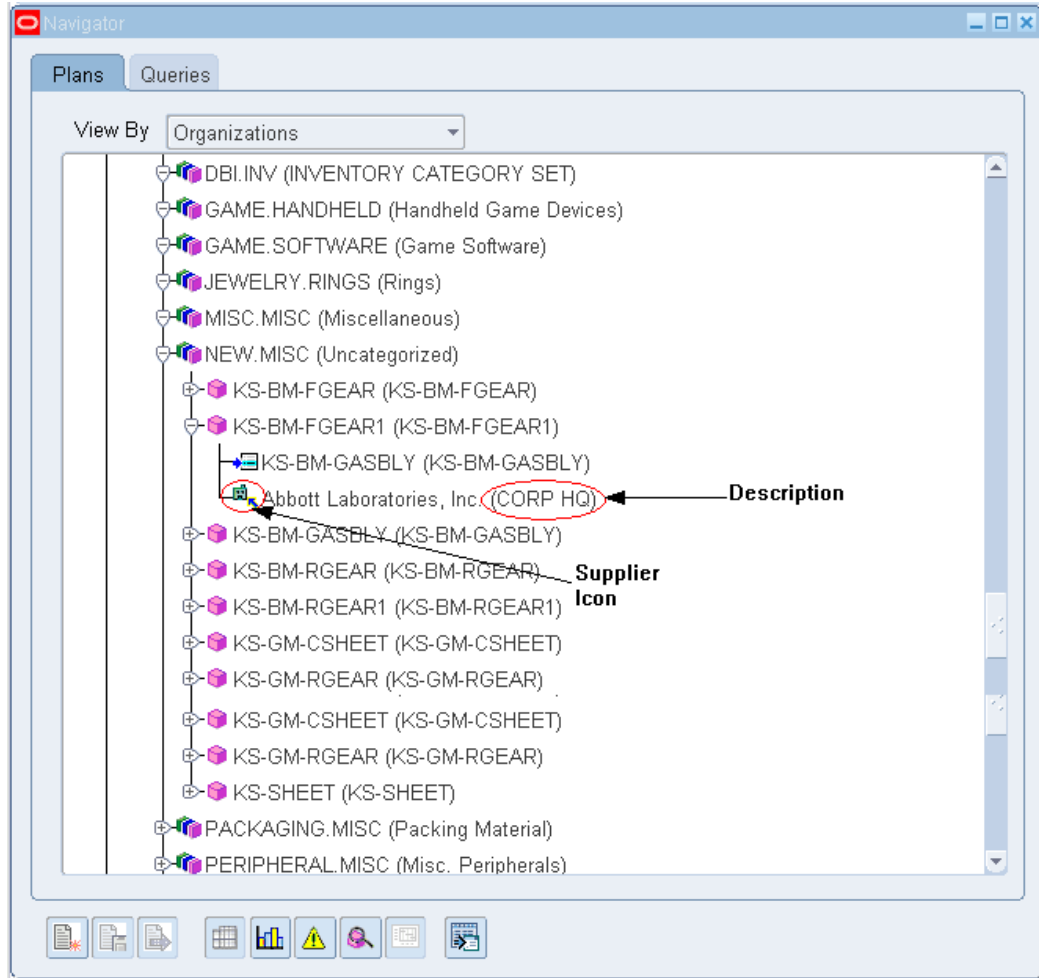 Navigator
Plans Queries
View By Organizations
DBI.INV (INVENTORY CATEGORY SET)
GAME.HANDHELD (Handheld Game Devices)
GAME.SOFTWARE (Game Software)
JEWELRY.RINGS (Rings)
MISC.MISC (Miscellaneous)
NEW.MISC (Uncategorized)
KS-BM-FGEAR (KS-BM-FGEAR)
KS-BM-FGEAR1 (KS-BM-FGEAR1)
KS-BM-GASBLY (KS-BM-GASBLY)
Abbott Laboratories, Inc. (CORP HQ) Description
KS-BM-GASBLY (KS-BM-GASBLY)
KS-BM-RGEAR (KS-BM-RGEAR) Supplier
Icon
KS-BM-RGEAR1 (KS-BM-RGEAR1)
KS-GM-CSHEET (KS-GM-CSHEET)
KS-GM-RGEAR (KS-GM-RGEAR)
KS-GM-CSHEET (KS-GM-CSHEET)
KS-GM-RGEAR (KS-GM-RGEAR)
KS-SHEET (KS-SHEET)
PACKAGING.MISC (Packing Material)
PERIPHERAL.MISC (Misc. Peripherals)